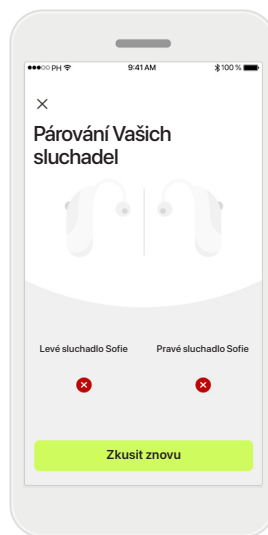 PH 9:41 AM 100 %
Párování Vašich
sluchadel
Levé sluchadlo Sofie Pravé sluchadlo Sofie
Zkusit znovu